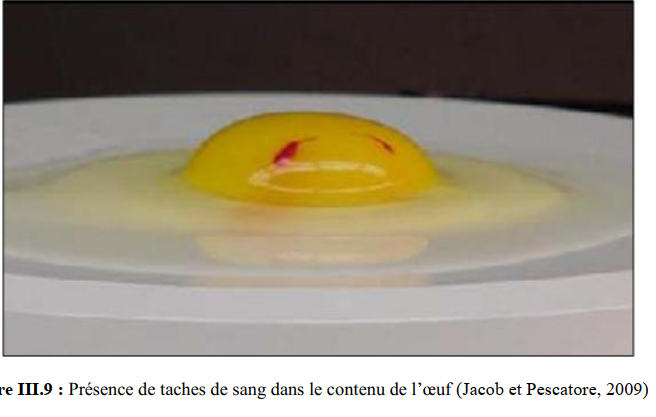 re III.9 : Présence de taches de sang dans le contenu de l’œuf (Jacob et Pescatore, 2009)